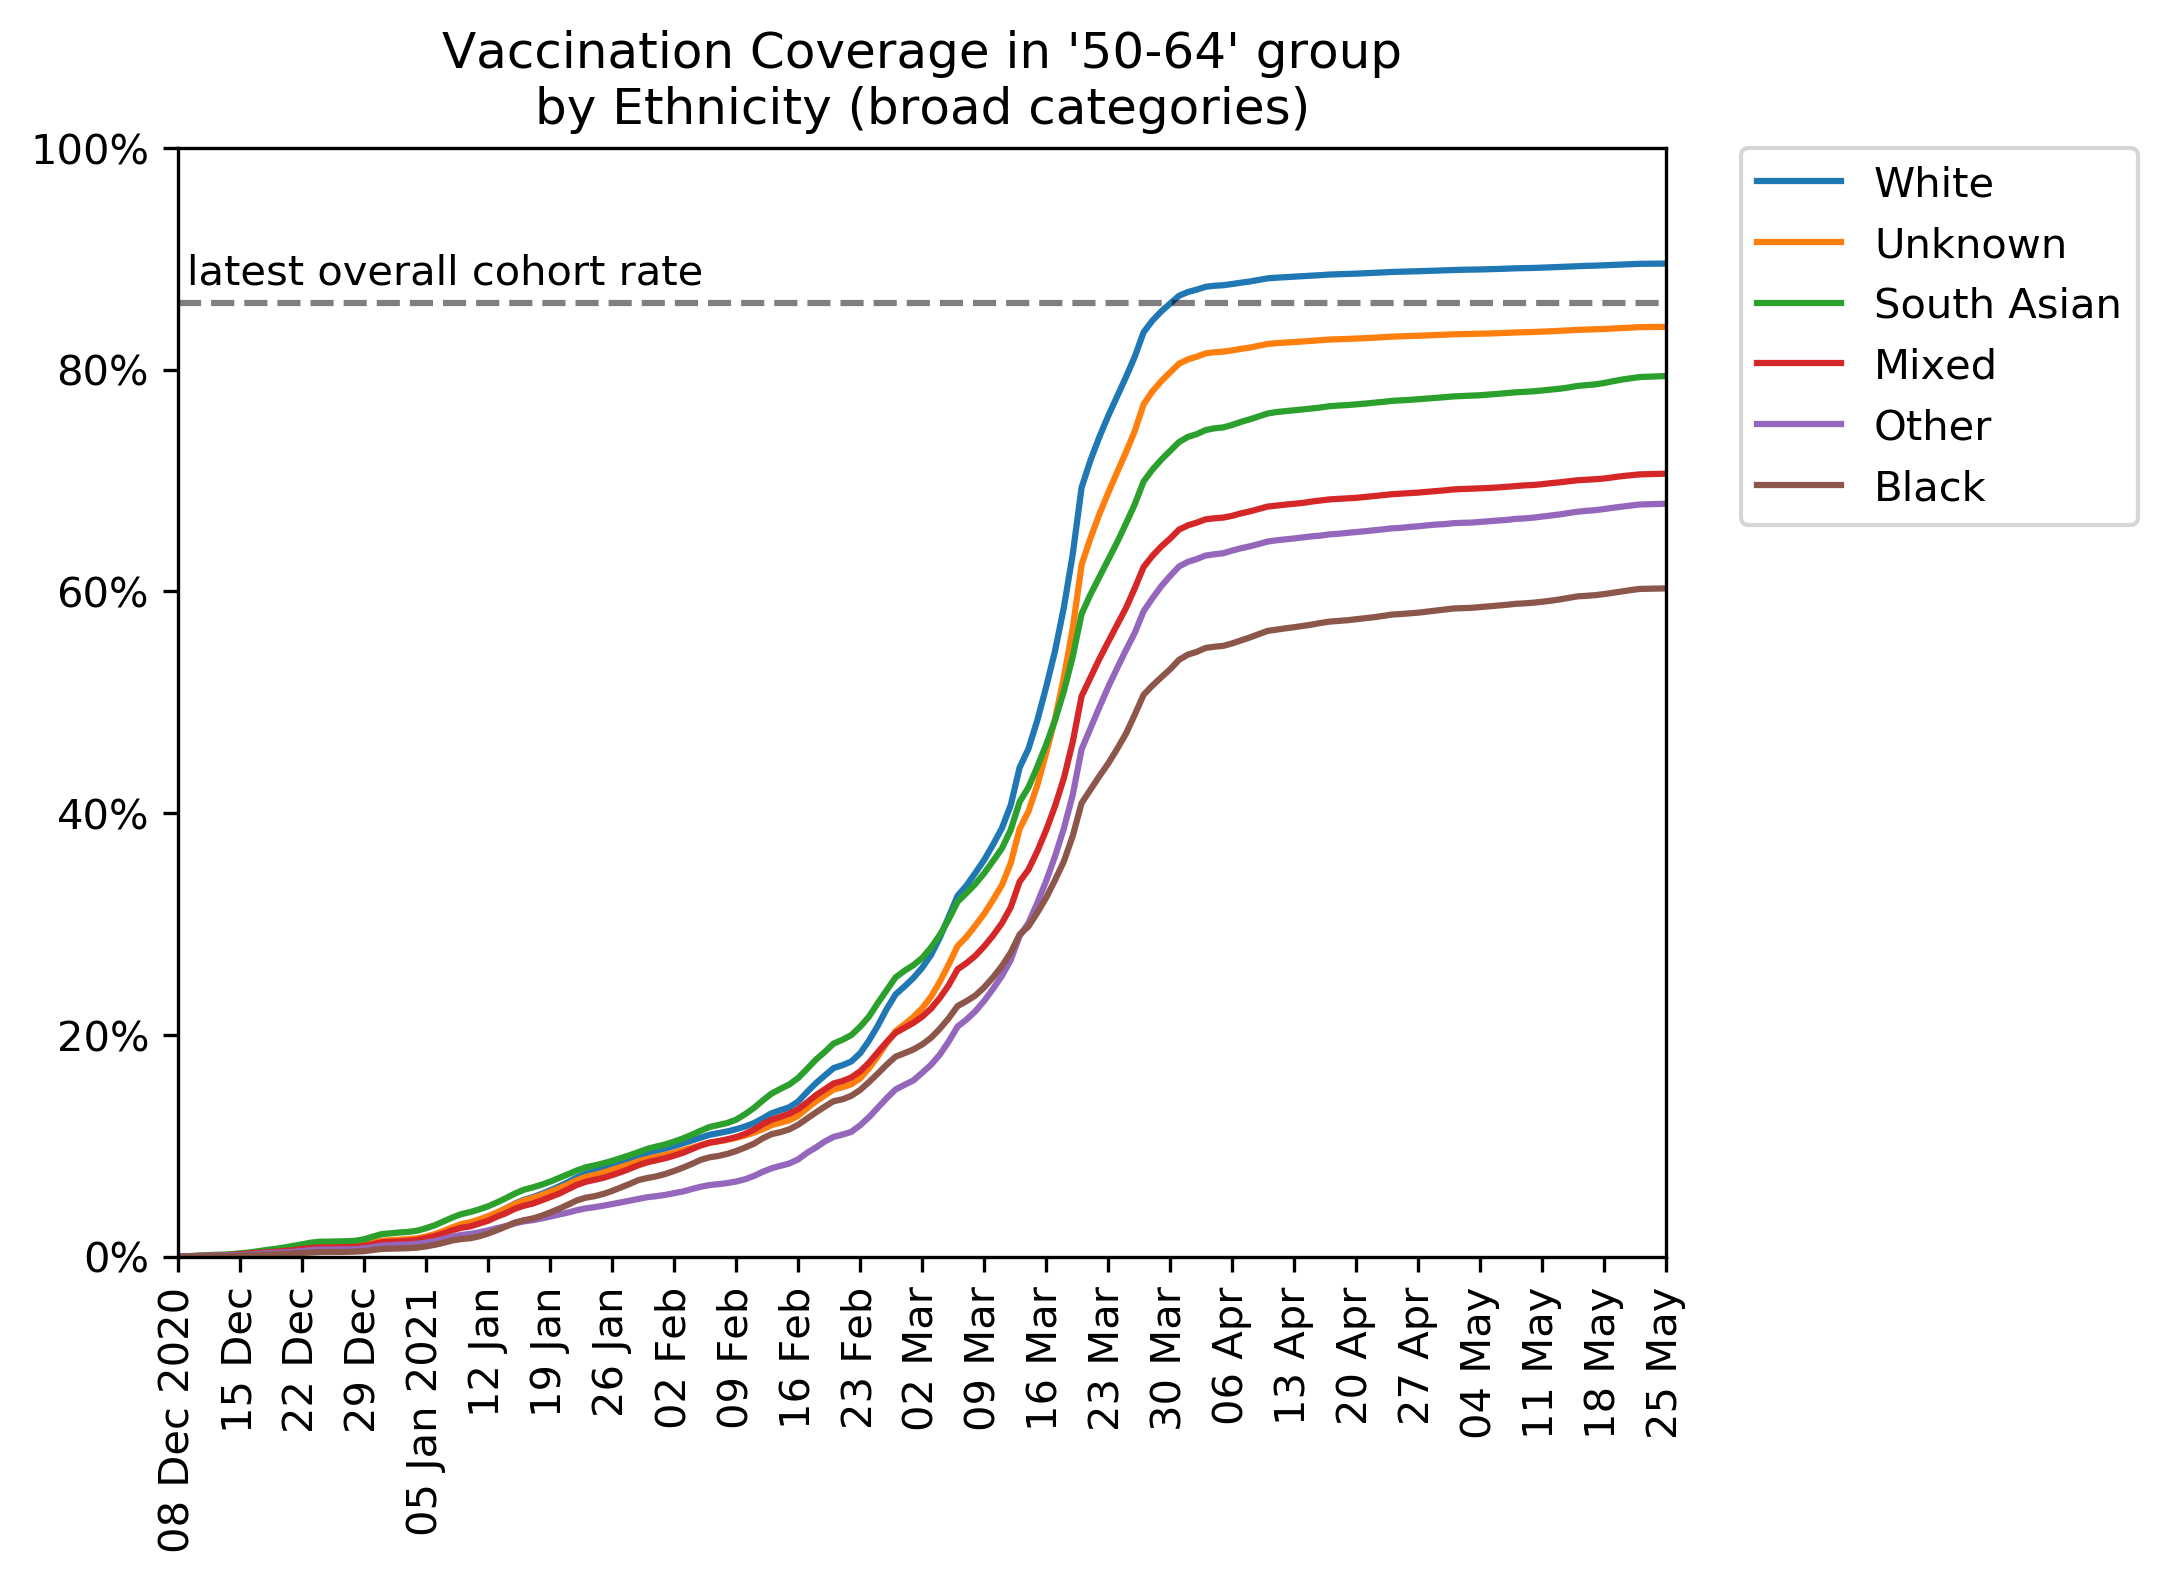 Vaccination Coverage in '50-64' group
by Ethnicity (broad categories)
100%
80%
60%
40%
20%
0%
latest overall cohort rate
White
Unknown
South Asian
Mixed
Other
Black
08 Dec 2020
15 Dec
22 Dec
29 Dec
05 Jan 2021
12 Jan
19 Jan
26 Jan
02 Feb
09 Feb
16 Feb
23 Feb
02 Mar
09 Mar
16 Mar
23 Mar
30 Mar
06 Apr
13 Apr
20 Apr
27 Apr
04 May
11 May
18 May
25 May